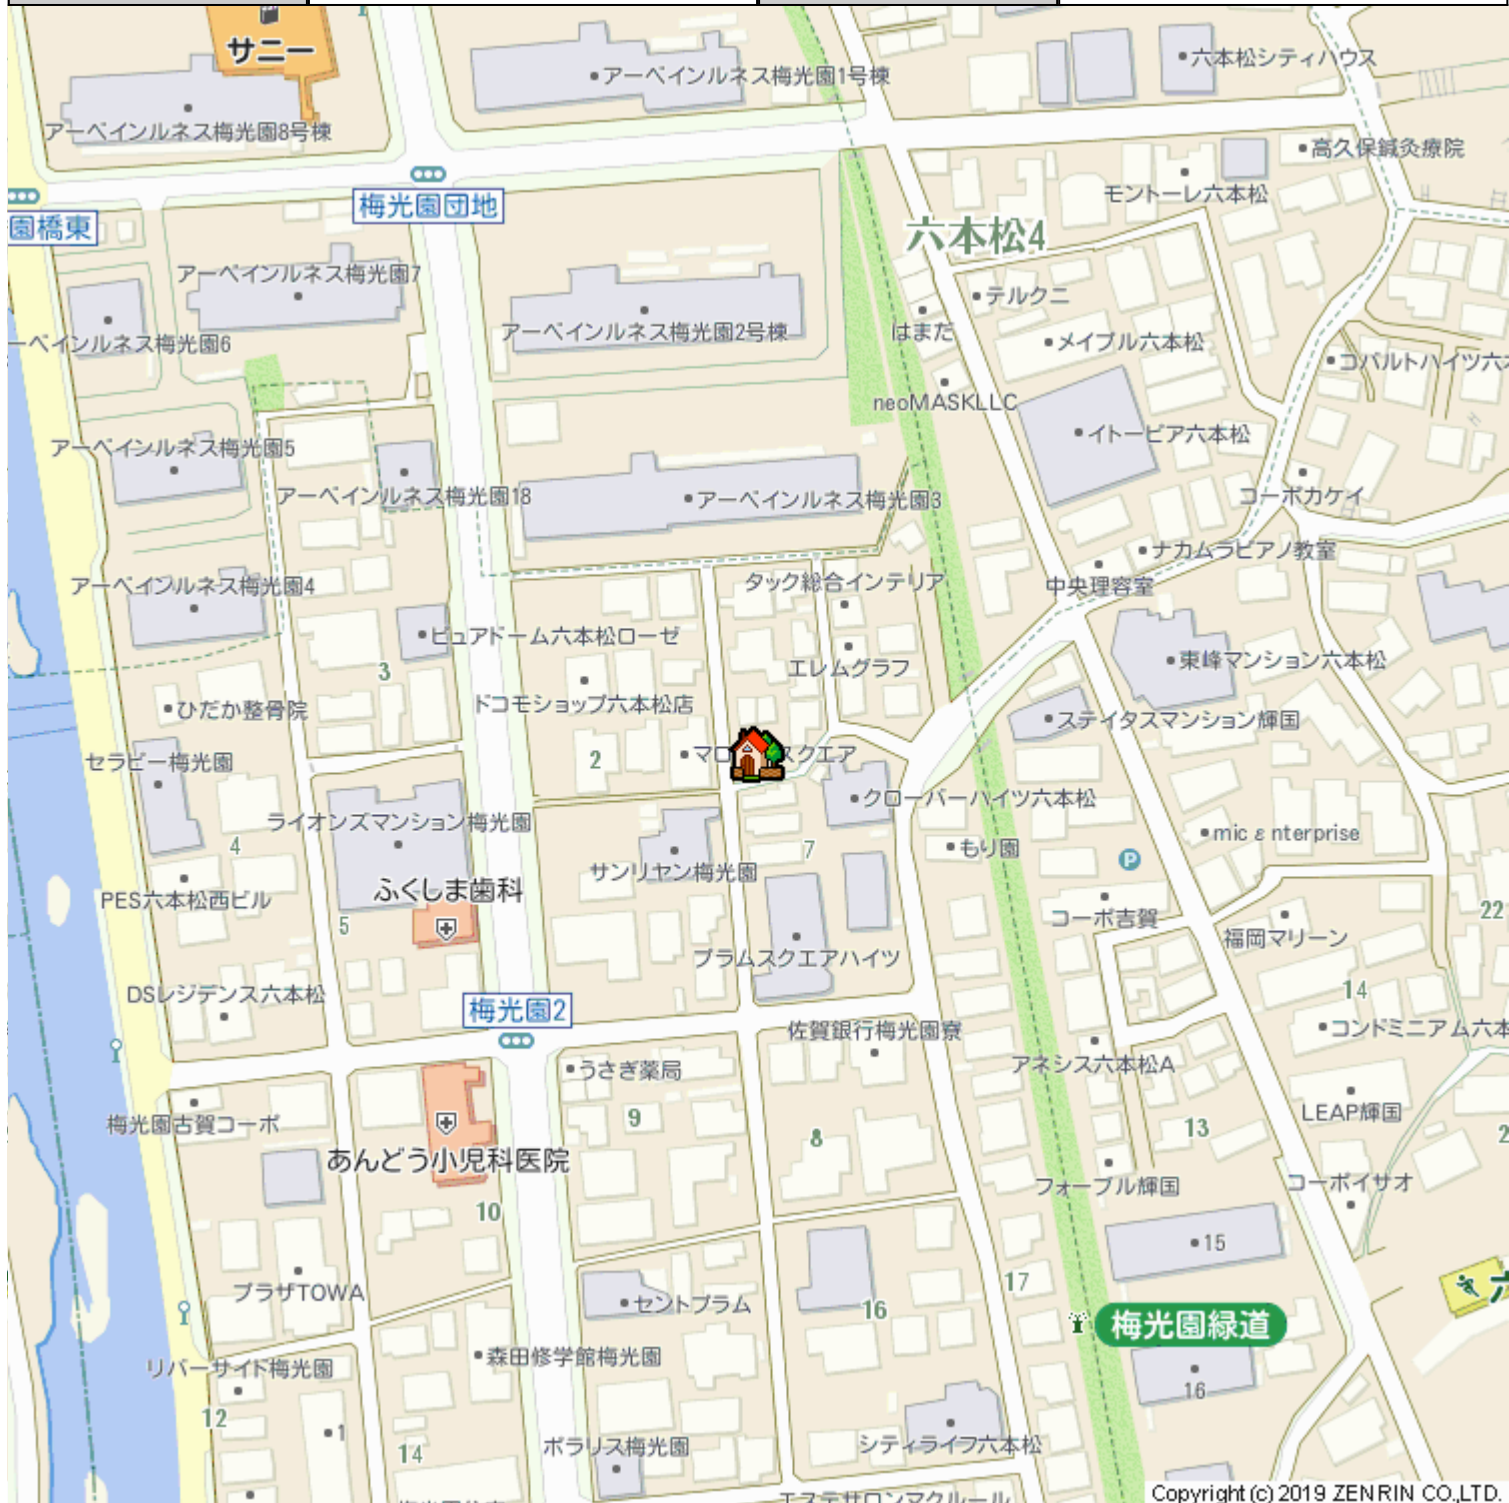 サニー
アーベインルネス梅光園1号棟
六本松シティハウス
アーベインルネス梅光園8号棟
高久保鍼灸療院
梅光園団地
モントーレ六本松
園橋東
六本松4
アーベインルネス梅光園7
テルクニ
はまだ
アーベインルネス梅光園2号棟
ーベインルネス梅光園6
メイプル六本松
コバルトハイツ六
neoMASKLLC
イトーピア六本松
アーベインルネス梅光園5
アーベインルネス梅光園18
アーベインルネス梅光園3
コーポカケイ
ナカムラピアノ教室
アーベインルネス梅光園4
タック総合インテリア
中央理容室
ピュアドーム六本松ローゼ
エレムグラフ
東峰マンション六本松
3
ひだか整骨院
ドコモショップ六本松店
ステイタスマンション輝国
セラビー梅光園
2
マロ
スクエア
クローバーハイツ六本松
ライオンズマンション梅光園
mic ε nterprise
4
7
もり園
P
サンリヤン梅光園
ふくしま歯科
PES六本松西ビル
コーポ吉賀
22
5
福岡マリーン
プラムスクエアハイツ
DSレジデンス六本松
14
梅光園2
佐賀銀行梅光園寮
コンドミニアム六本
うさぎ薬局
アネシス六本松A
梅光園古賀コーポ
9
LEAP輝国
8
13
2
あんどう小児科医院
フォーブル輝国
コーポイサオ
10
15
プラザTOWA
セントプラム
16
17
梅光園緑道
六
リバーサイド梅光園
森田修学館梅光園
16
12
1
14
ポラリス梅光園
シティライフ六本松
エステサロンマクルール
Copyright (c) 2019 ZENRIN CO.,LTD.